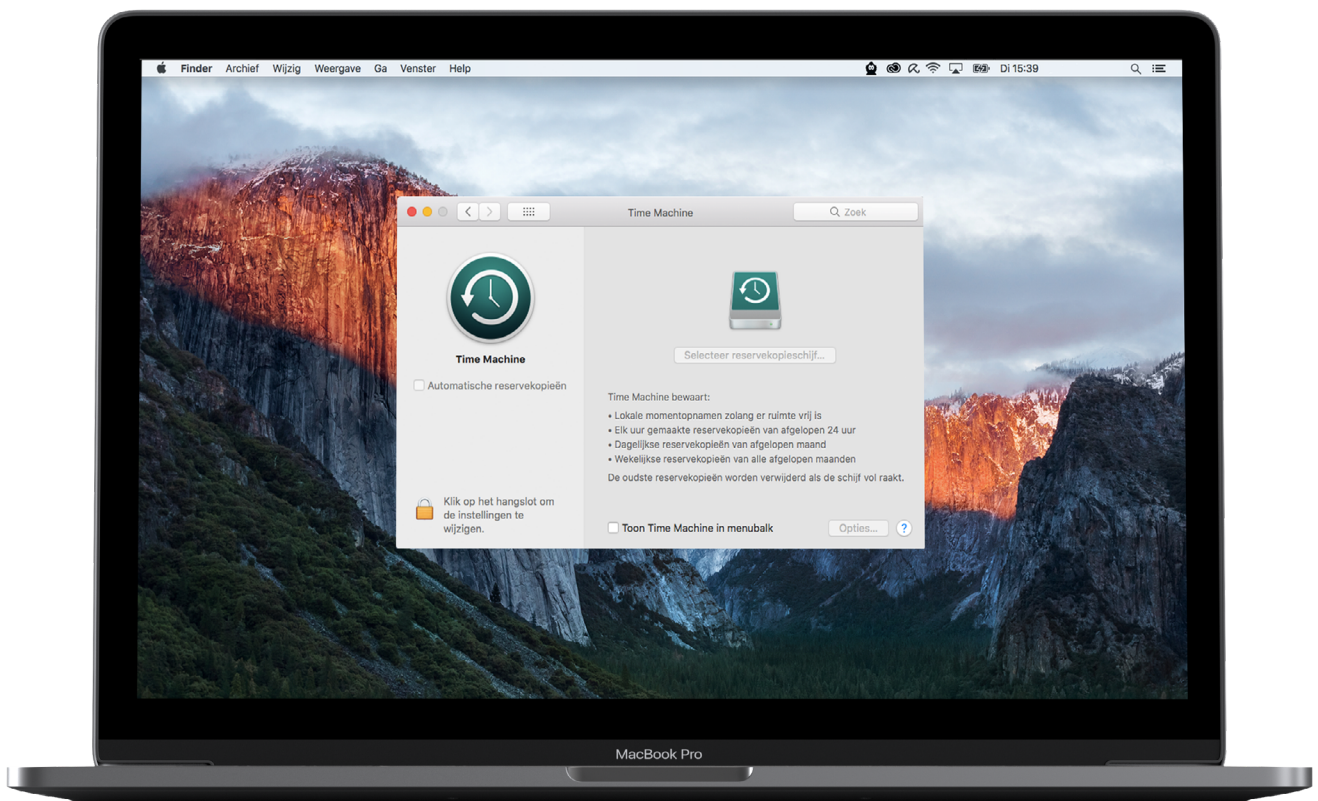 Finder Archief Wijzig Weergave Ga Venster Help Di 15:39
Time Machine
Zoek
Time Machine
Automatische reservekopieën
Klik op het hangslot om
de instellingen te
wijzigen.
Selecteer reservekopieschijf...
Time Machine bewaart:
• Lokale momentopnamen zolang er ruimte vrij is
• Elk uur gemaakte reservekopieën van afgelopen 24 uur
• Dagelijkse reservekopieën van afgelopen maand
• Wekelijkse reservekopieën van alle afgelopen maanden
De oudste reservekopieën worden verwijderd als de schijf vol raakt.
Toon Time Machine in menubalk
Opties...
?
MacBook Pro